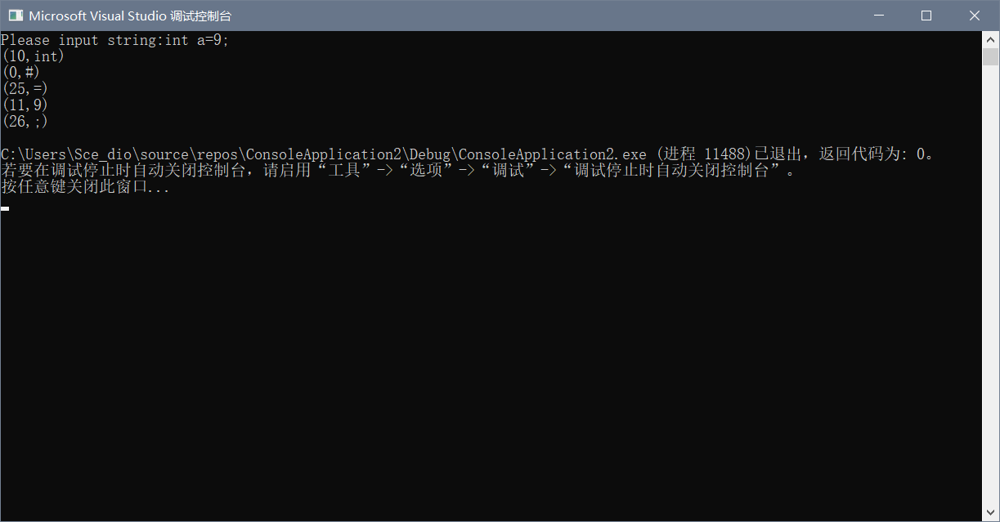 Microsoft Visual Studio 调试控制台
Please input string:int a=9;
(10,int)
(0,#)
(25,=)
(11,9)
(26,;)
C:\Users\Sce_dio\source\repos\ConsoleApplication2\Debug\ConsoleApplication2.exe (进程 11488)已退出，返回代码为: 0。
若要在调试停止时自动关闭控制台，请启用“工具”->“选项”->“调试”->“调试停止时自动关闭控制台”。
按任意键关闭此窗口...